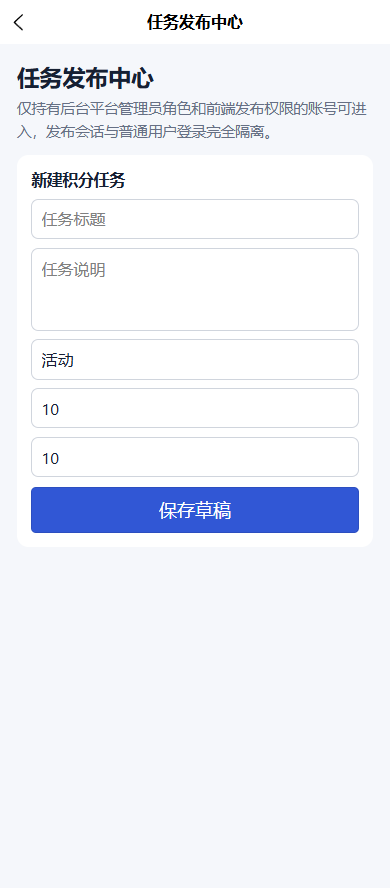 任务发布中心
任务发布中心
仅持有后台平台管理员角色和前端发布权限的账号可进
入，发布会话与普通用户登录完全隔离。
新建积分任务
任务标题
任务说明
活动
10
10
保存草稿